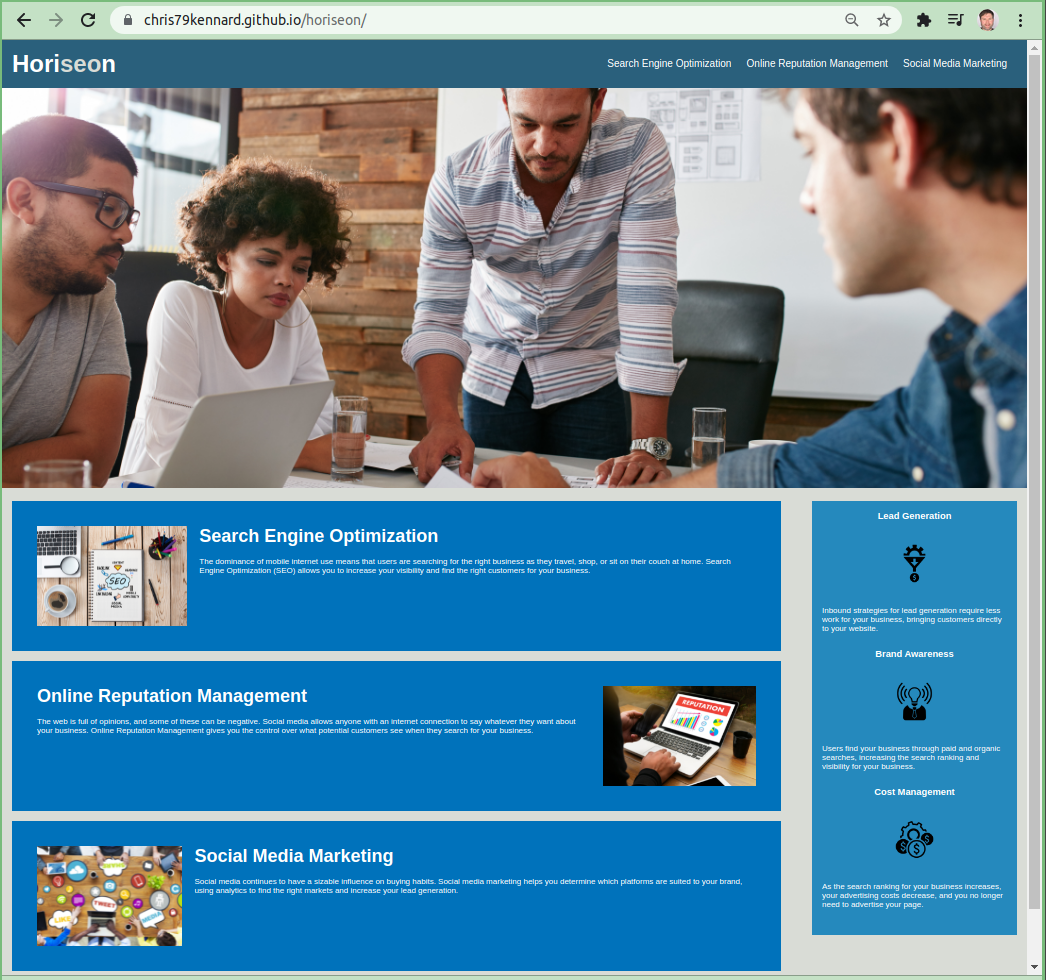 chris79kennard.github.io/horiseon/
Horiseon
Search Engine Optimization
Online Reputation Management
Social Media Marketing
SEO
Search Engine Optimization
The dominance of mobile internet use means that users are searching for the right business as they travel, shop, or sit on their couch at home. Search
Engine Optimization (SEO) allows you to increase your visibility and find the right customers for your business.
Online Reputation Management
The web is full of opinions, and some of these can be negative. Social media allows anyone with an internet connection to say whatever they want about
your business. Online Reputation Management gives you the control over what potential customers see when they search for your business.
REPUTATION
TWEET
LIKE
MEDIA
Social Media Marketing
Social media continues to have a sizable influence on buying habits. Social media marketing helps you determine which platforms are suited to your brand,
using analytics to find the right markets and increase your lead generation.
Lead Generation
$
Inbound strategies for lead generation require less
work for your business, bringing customers directly
to your website.
Brand Awareness
Users find your business through paid and organic
searches, increasing the search ranking and
visibility for your business.
Cost Management
$
$
$
As the search ranking for your business increases,
your advertising costs decrease, and you no longer
need to advertise your page.